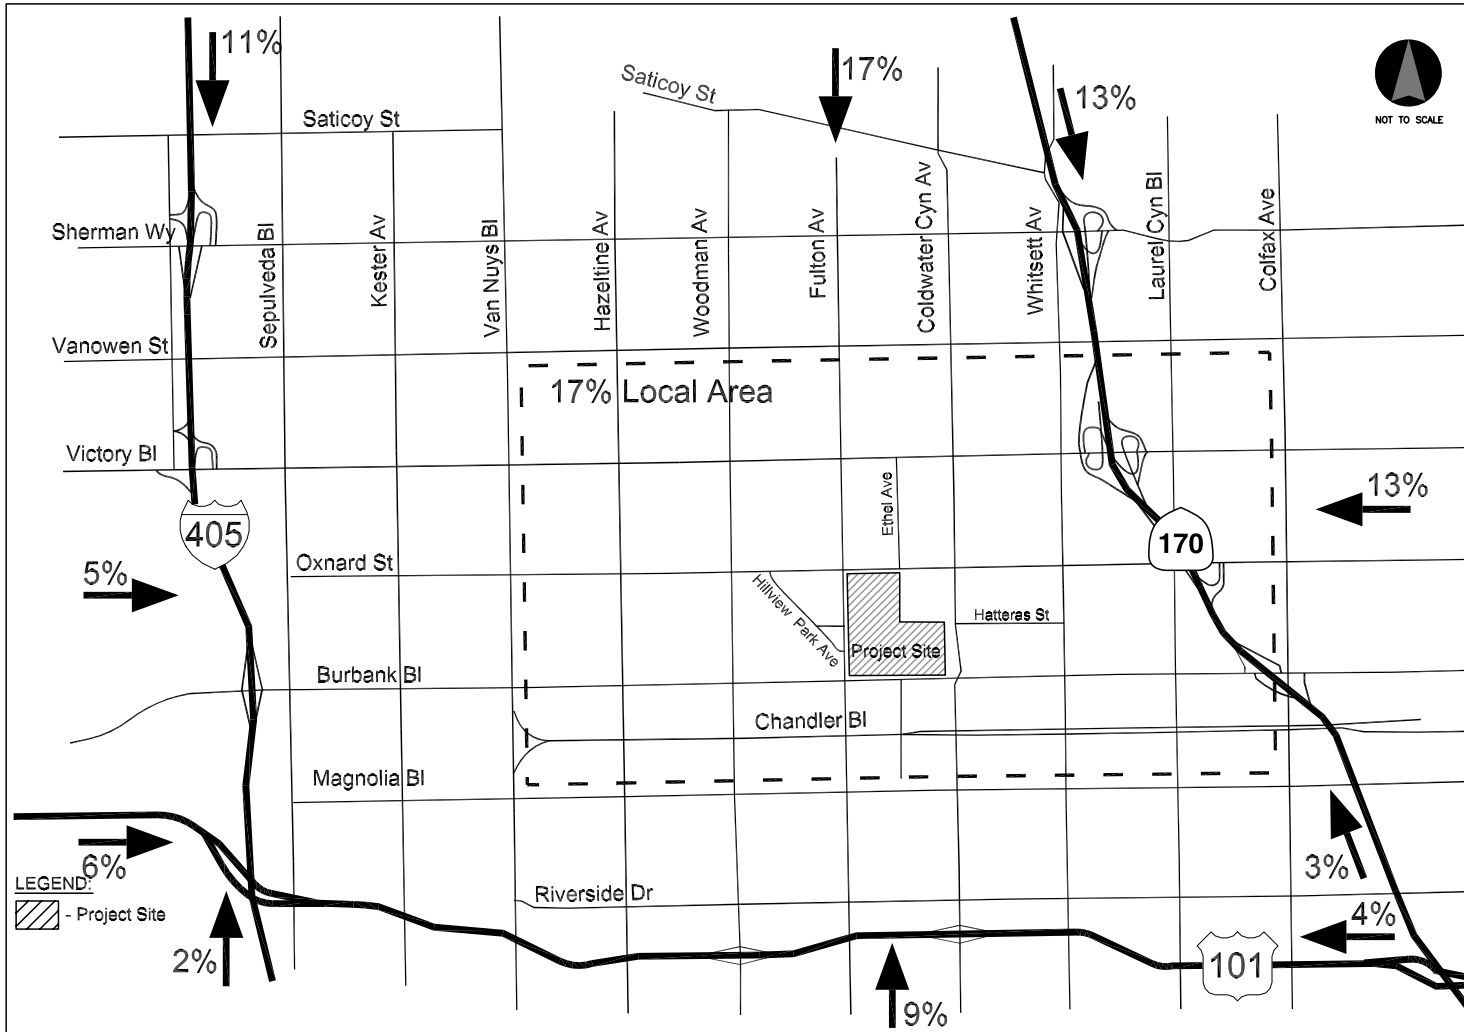 11%
17%
13%
Saticoy St
Saticoy St
NOT TO SCALE
Sherman Wy
Sepulveda Bl
Kester Av
Van Nuys Bl
Hazeltine Av
Woodman Av
Fulton Av
Coldwater Cyn Av
Whitsett Av
Laurel Cyn Bl
Colfax Ave
Vanowen St
17% Local Area
Victory Bl
13%
Ethel Ave
405
170
Oxnard St
5%
Hillview Park Ave
Hatteras St
Project Site
Burbank Bl
Chandler Bl
Magnolia Bl
6%
3%
LEGEND:
- Project Site
Riverside Dr
4%
2%
101
9%